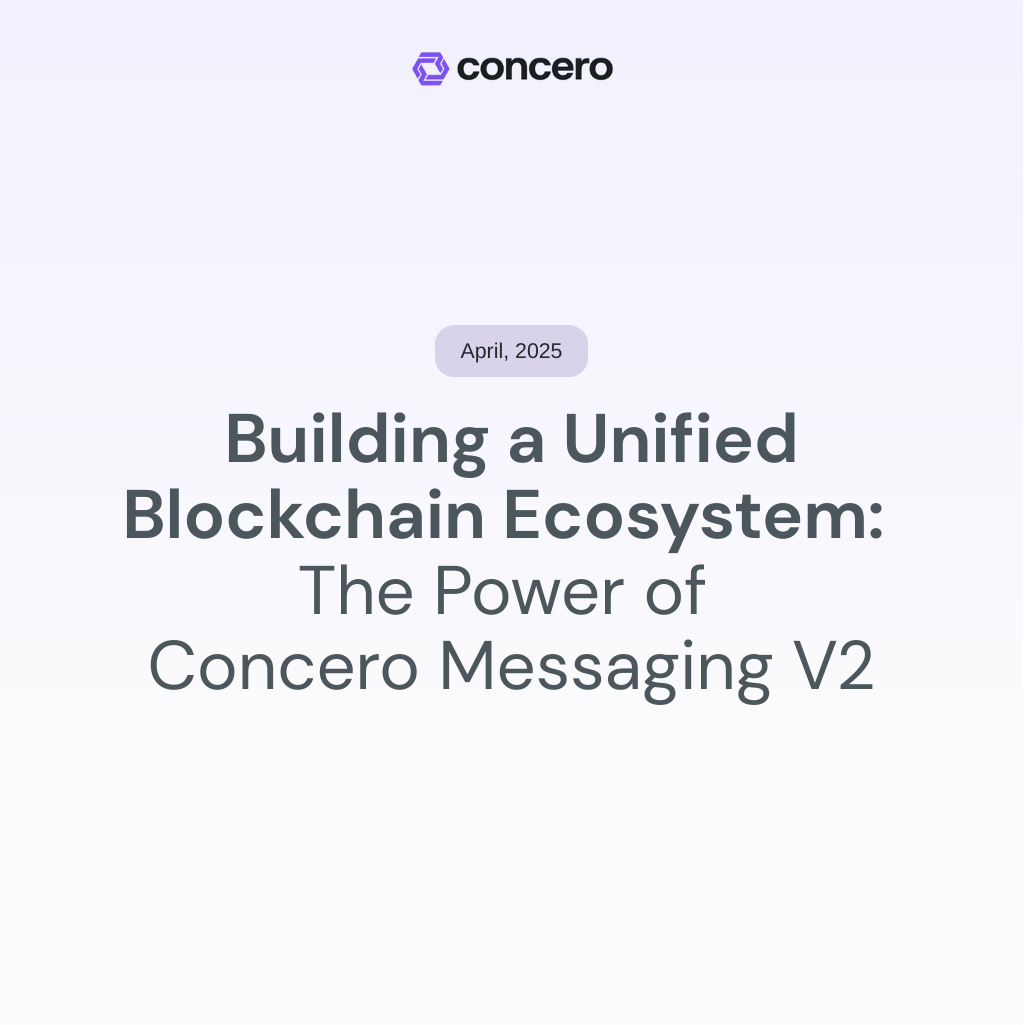 concero
April, 2025
Building a Unified
Blockchain Ecosystem:
The Power of
Concero Messaging V2